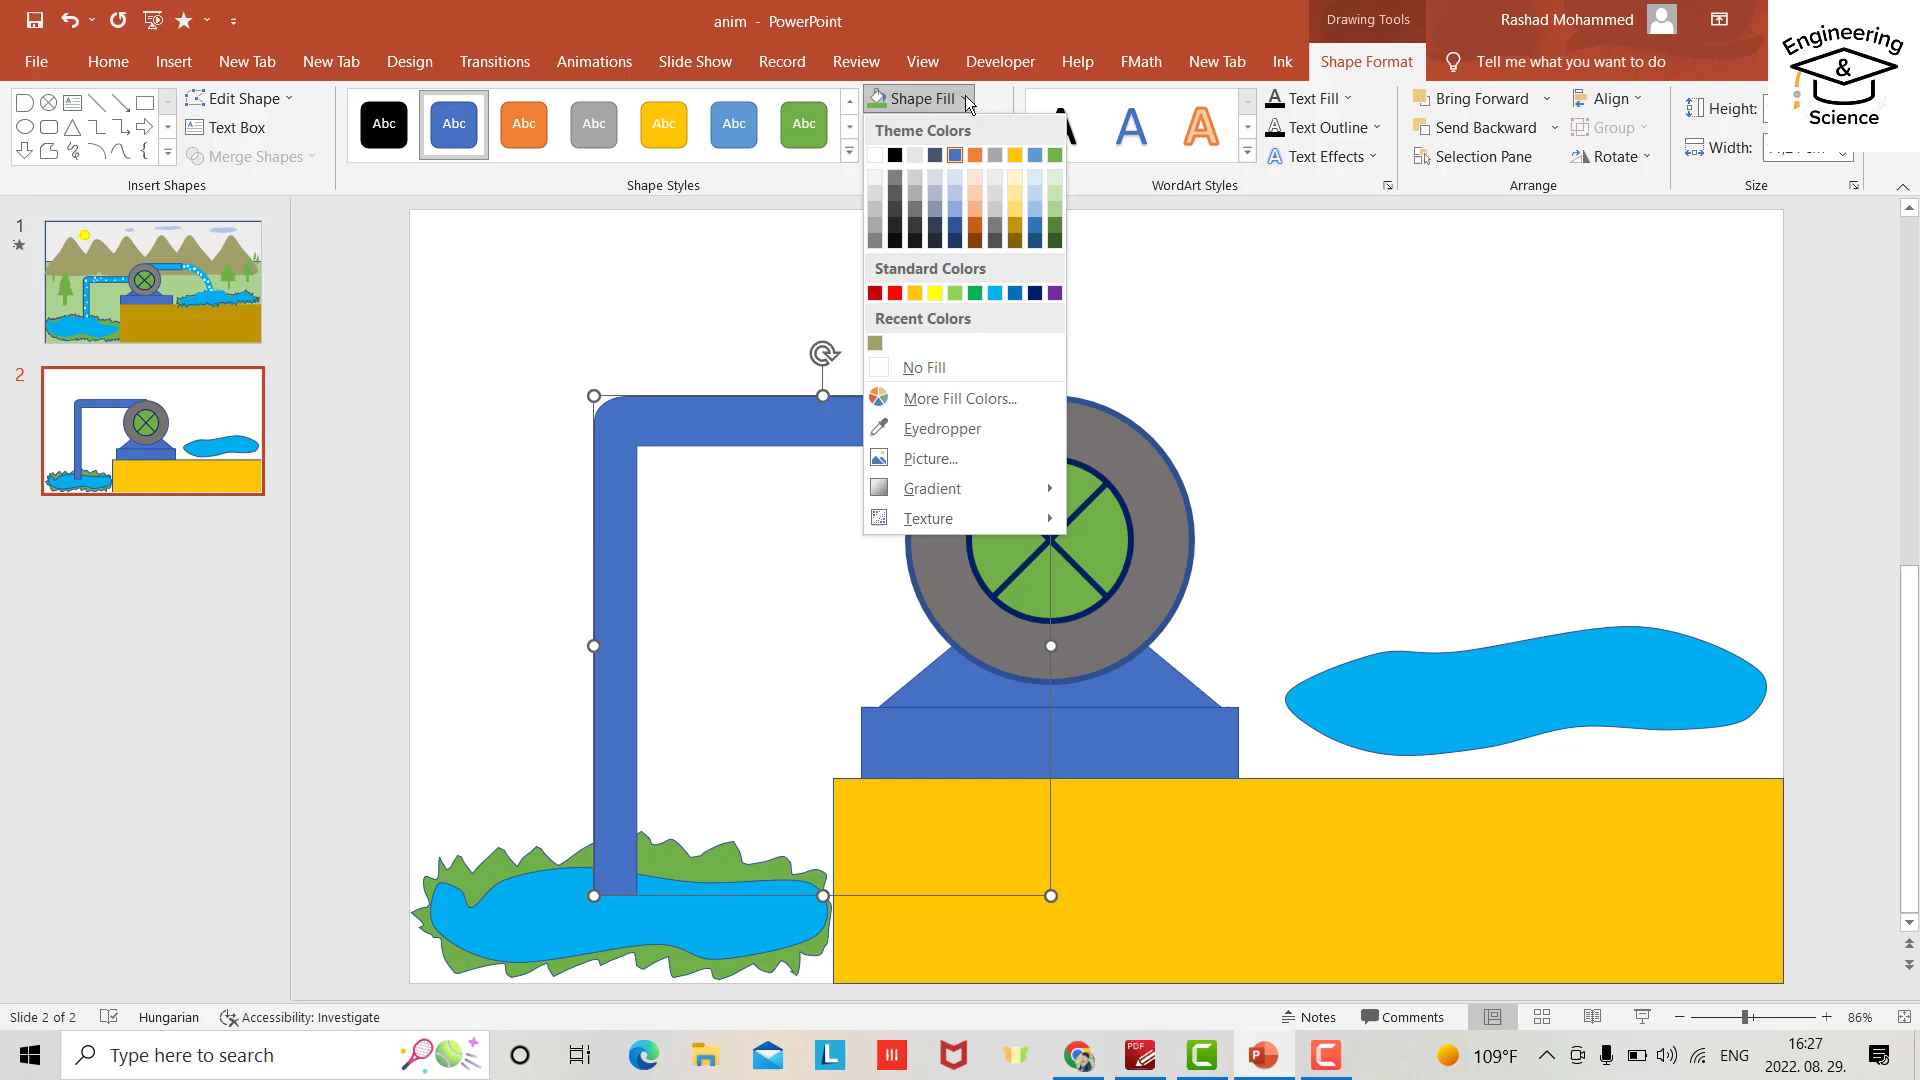 anim - PowerPoint
Drawing Tools
Rashad Mohammed
Engineering
&
Science
File
Home
Insert
New Tab
New Tab
Design
Transitions
Animations
Slide Show
Record
Review
View
Developer
Help
FMath
New Tab
Ink
Shape Format
Tell me what you want to do
Edit Shape
Text Box
Merge Shapes
Insert Shapes
Abc
Abc
Abc
Abc
Abc
Abc
Abc
Shape Styles
Shape Fill
Theme Colors
Standard Colors
Recent Colors
No Fill
More Fill Colors...
Eyedropper
Picture...
Gradient
Texture
A
A
Text Fill
Text Outline
Text Effects
WordArt Styles
Bring Forward
Send Backward
Selection Pane
Align
Group
Rotate
Arrange
Height:
Width:
Size
1
2
Slide 2 of 2
Hungarian
Accessibility: Investigate
Notes
Comments
86%
Type here to search
109°F
ENG
16:27
2022. 08. 29.